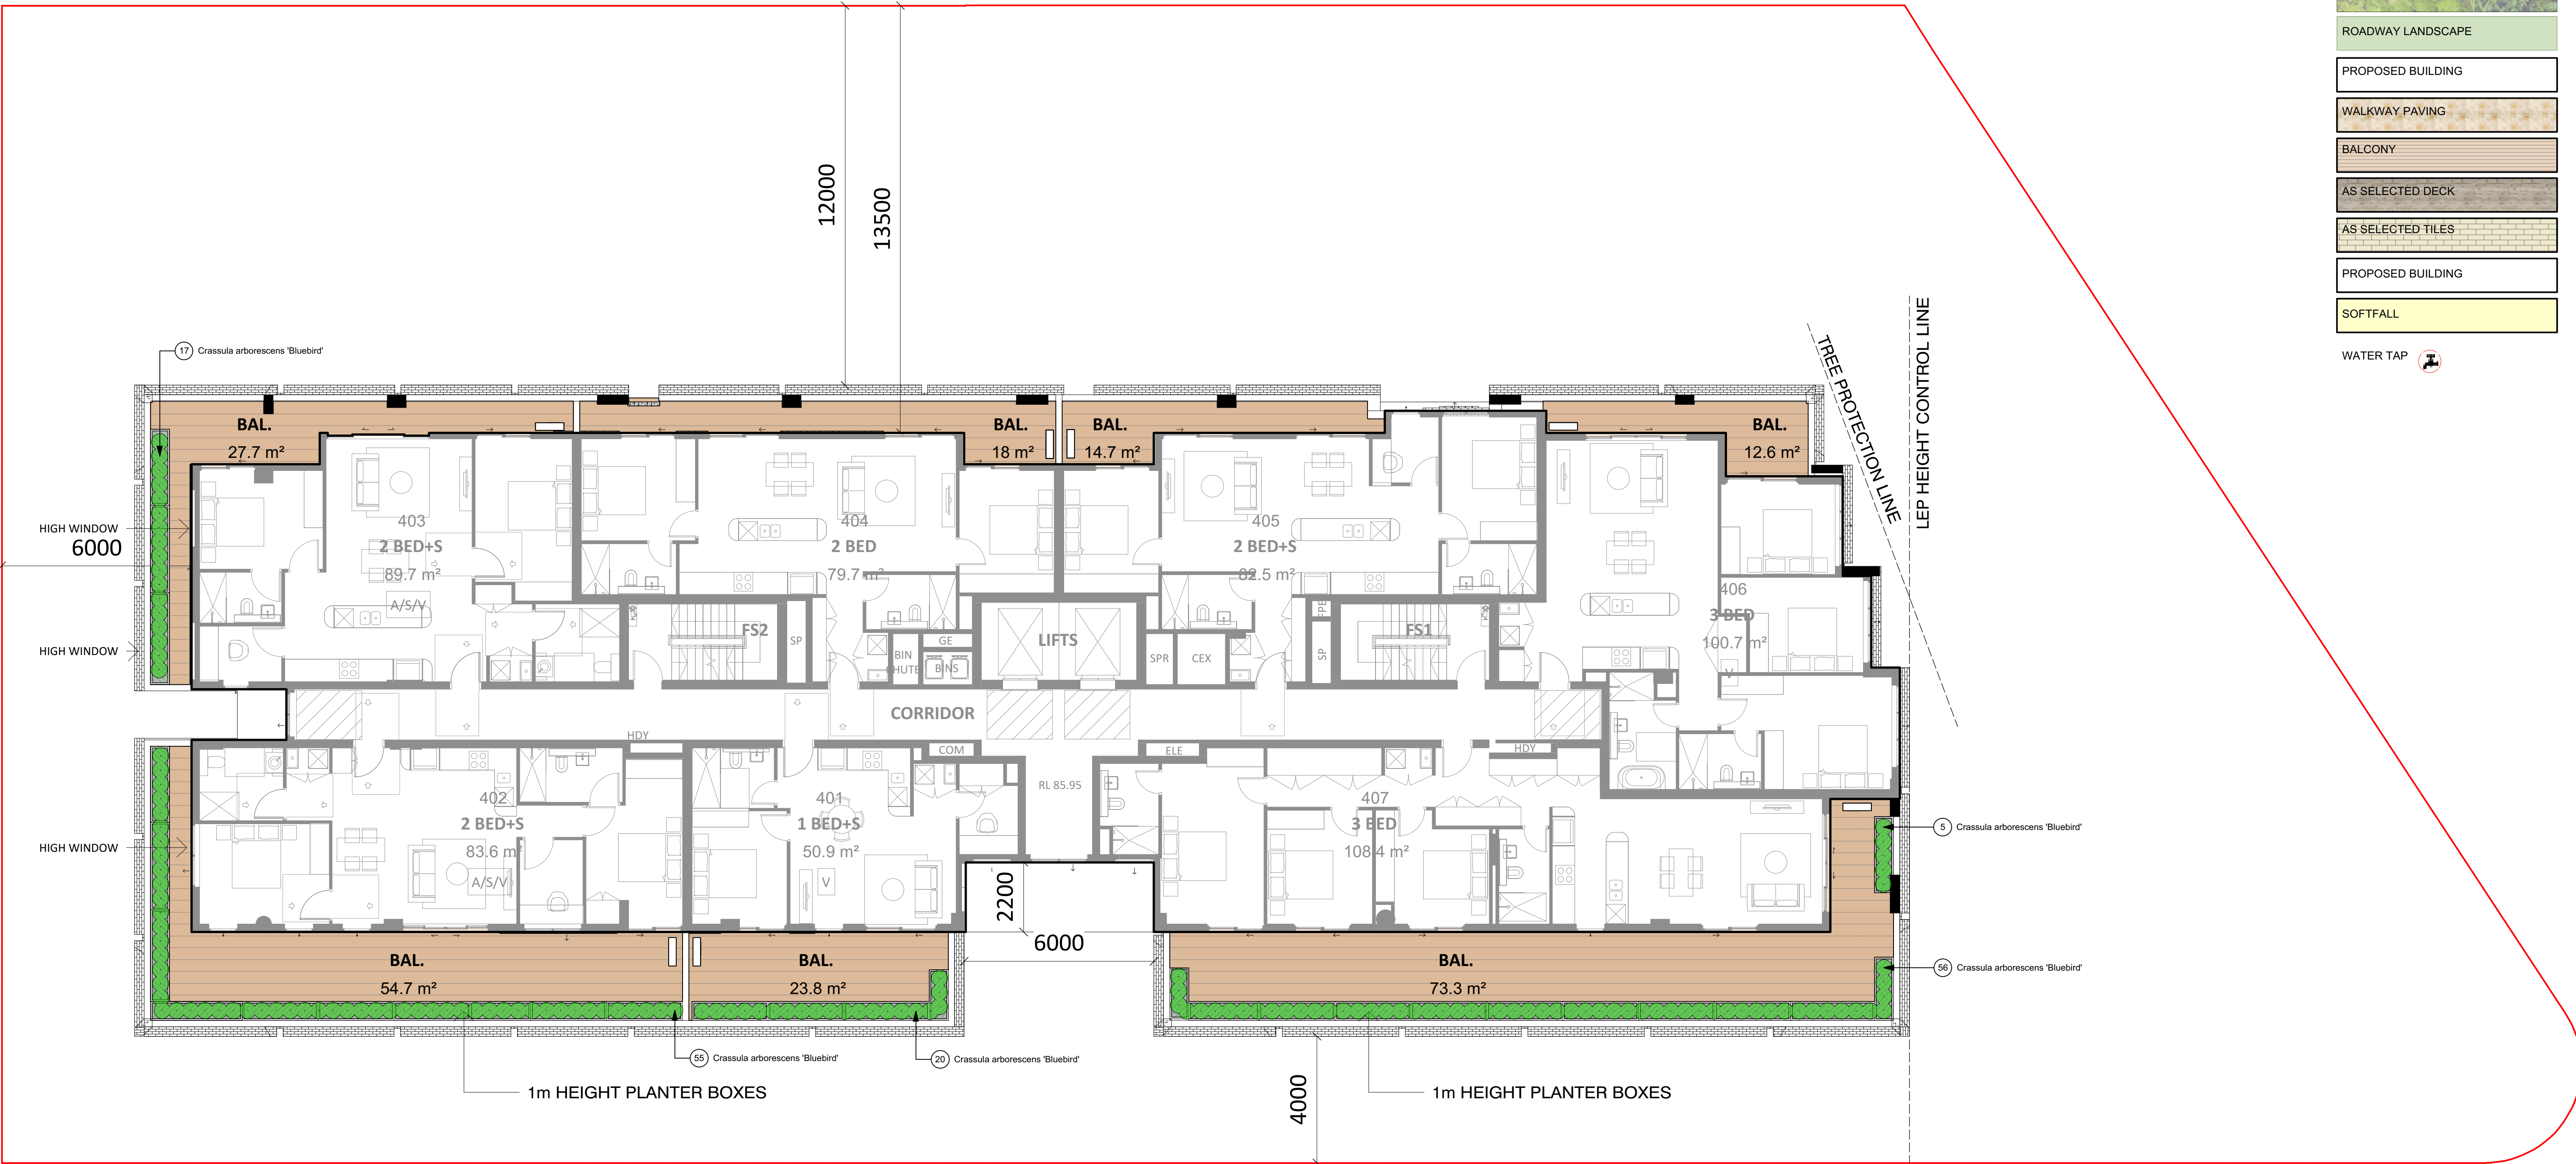 ROADWAY LANDSCAPE
PROPOSED BUILDING
WALKWAY PAVING
BALCONY
AS SELECTED DECK
AS SELECTED TILES
PROPOSED BUILDING
SOFTFALL
WATER TAP
12000
13500
LEP HEIGHT CONTROL LINE
TREE PROTECTION LINE
17 Crassula arborescens 'Bluebird'
BAL.
27.7 m²
BAL.
18 m²
BAL.
14.7 m²
BAL.
12.6 m²
HIGH WINDOW
6000
HIGH WINDOW
HIGH WINDOW
403
2 BED+S
89.7 m²
A/S/V
404
2 BED
79.7 m²
405
2 BED+S
82.5 m²
406
3 BED
100.7 m²
V
FS2
SP
BIN
CHUTE
GE
BINS
LIFTS
SPR
CEX
FPE
SP
FS1
CORRIDOR
HDY
COM
ELE
HDY
RL 85.95
402
2 BED+S
83.6 m²
A/S/V
401
1 BED+S
50.9 m²
V
407
3 BED
108.4 m²
5 Crassula arborescens 'Bluebird'
2200
6000
BAL.
54.7 m²
BAL.
23.8 m²
BAL.
73.3 m²
56 Crassula arborescens 'Bluebird'
55 Crassula arborescens 'Bluebird'
20 Crassula arborescens 'Bluebird'
1m HEIGHT PLANTER BOXES
1m HEIGHT PLANTER BOXES
4000